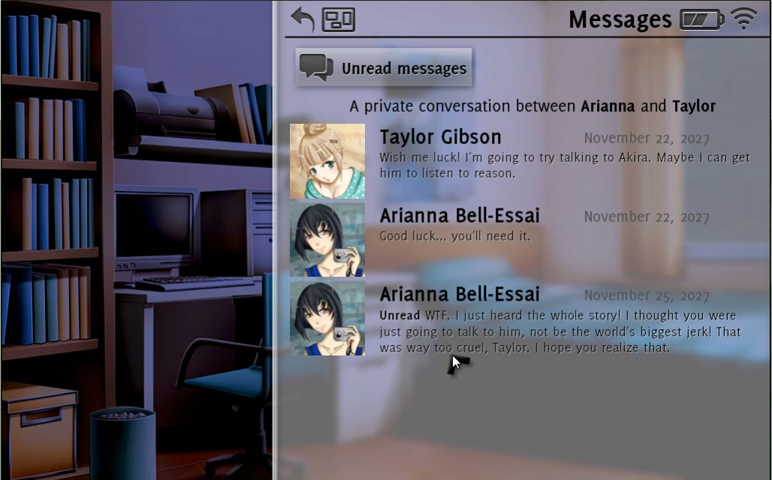 Messages
Unread messages
A private conversation between Arianna and Taylor
Taylor Gibson November 22, 2027
Wish me luck! I'm going to try talking to Akira. Maybe I can get
him to listen to reason.
Arianna Bell-Essai November 22, 2027
Good luck... you'll need it.
Arianna Bell-Essai November 25, 2027
Unread WTF. I just heard the whole story! I thought you were
just going to talk to him, not be the world's biggest jerk! That
was way too cruel, Taylor. I hope you realize that.